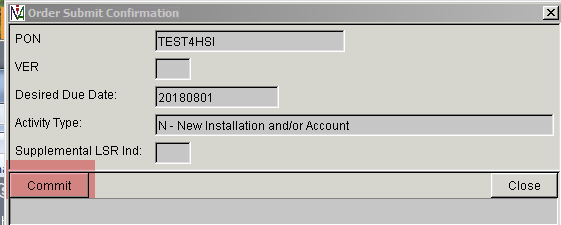 Order Submit Confirmation
PON TEST4HSI
VER
Desired Due Date: 20180801
Activity Type: N - New Installation and/or Account
Supplemental LSR Ind:
Commit Close